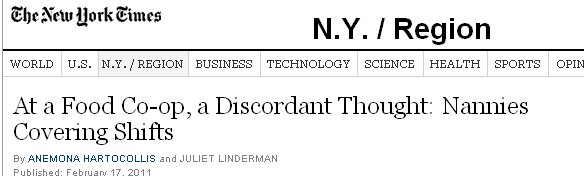 The New York Times
N.Y. / Region
WORLD U.S. N.Y. / REGION BUSINESS TECHNOLOGY SCIENCE HEALTH SPORTS OPIN
At a Food Co-op, a Discordant Thought: Nannies
Covering Shifts
By ANEMONA HARTOCOLLIS and JULIET LINDERMAN
Published: February 17, 2011